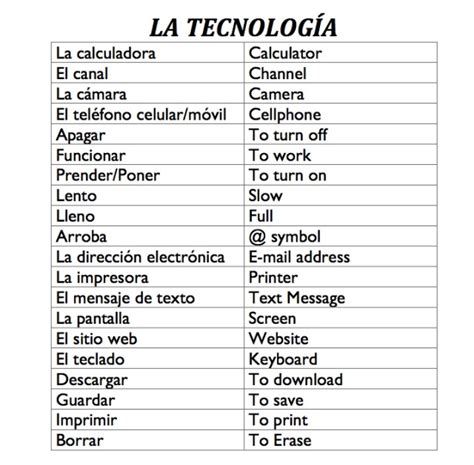 LA TECNOLOGÍA
La calculadora Calculator
El canal Channel
La cámara Camera
El teléfono celular/móvil Cellphone
Apagar To turn off
Funcionar To work
Prender/Poner To turn on
Lento Slow
Lleno Full
Arroba @ symbol
La dirección electrónica E-mail address
La impresora Printer
El mensaje de texto Text Message
La pantalla Screen
El sitio web Website
El teclado Keyboard
Descargar To download
Guardar To save
Imprimir To print
Borrar To Erase